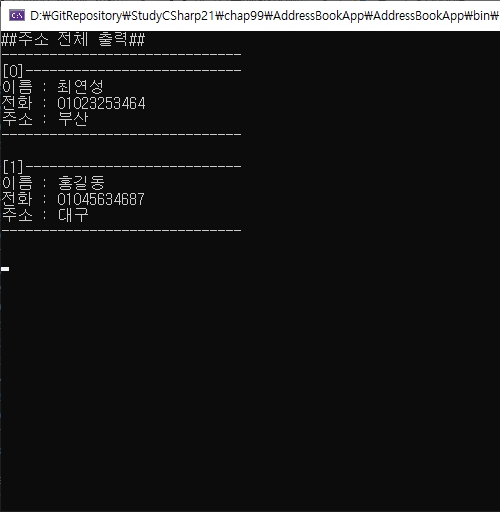 D:￦GitRepository￦StudyCSharp21￦chap99￦AddressBookApp￦AddressBookApp￦bin￦
##주소 전체 출력##
------------------------------
[0]---------------------------
이름 : 최연성
전화 : 01023253464
주소 : 부산
------------------------------
[1]---------------------------
이름 : 홍길동
전화 : 01045634687
주소 : 대구
------------------------------